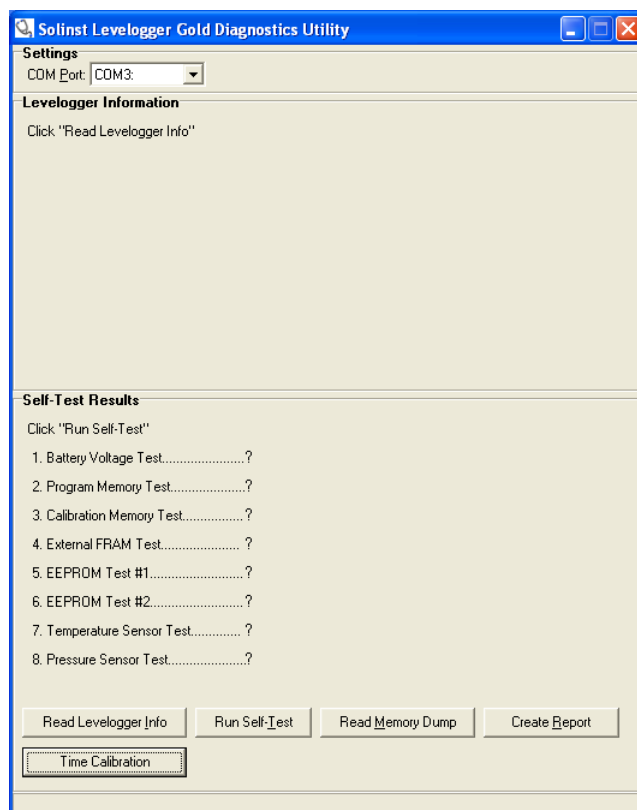 Solinst Levelogger Gold Diagnostics Utility
Settings
COM Port: COM3:
Levelogger Information
Click "Read Levelogger Info"
Self-Test Results
Click "Run Self-Test"
1. Battery Voltage Test.......................?
2. Program Memory Test.....................?
3. Calibration Memory Test.................?
4. External FRAM Test...................... ?
5. EEPROM Test #1..........................?
6. EEPROM Test #2..........................?
7. Temperature Sensor Test.............. ?
8. Pressure Sensor Test.....................?
Read Levelogger Info Run Self-Test Read Memory Dump Create Report
Time Calibration